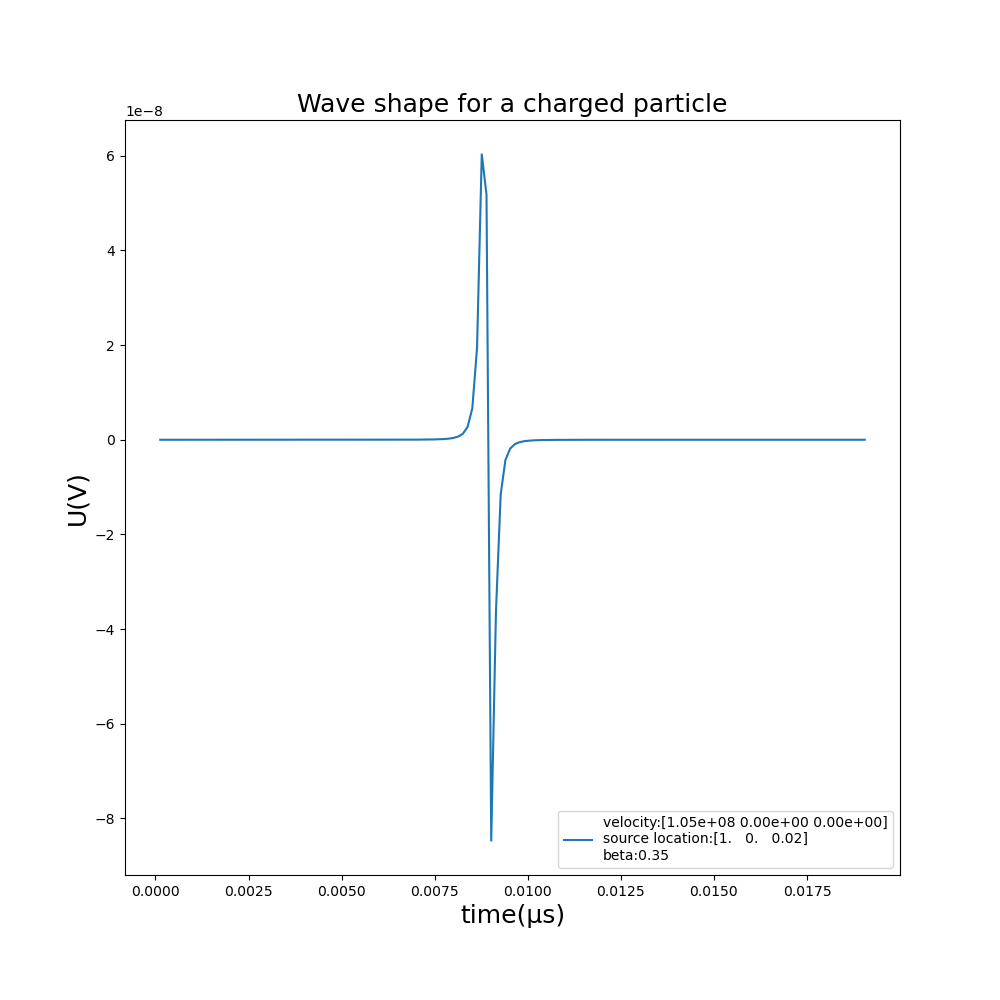 Wave shape for a charged particle
1e−8
6
4
2
0
−2
−4
−6
−8
U(V)
velocity:[1.05e+08 0.00e+00 0.00e+00]
source location:[1.   0.   0.02]
beta:0.35
0.0000 0.0025 0.0050 0.0075 0.0100 0.0125 0.0150 0.0175
time(μs)